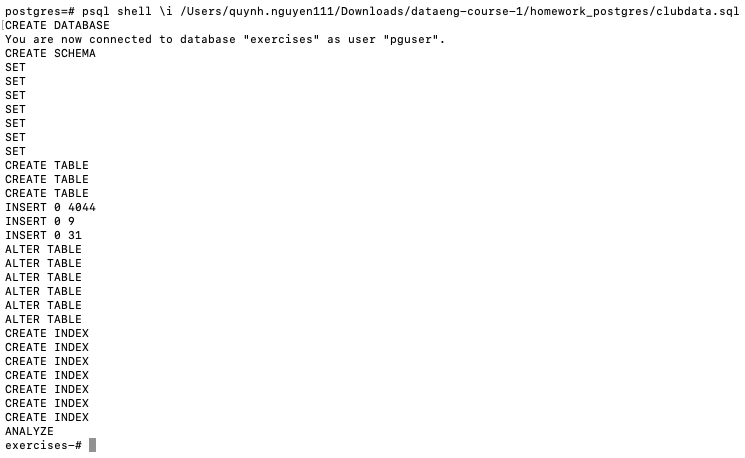 postgres=# psql shell \i /Users/quynh.nguyen111/Downloads/dataeng-course-1/homework_postgres/clubdata.sql
CREATE DATABASE
You are now connected to database "exercises" as user "pguser".
CREATE SCHEMA
SET
SET
SET
SET
SET
SET
SET
CREATE TABLE
CREATE TABLE
CREATE TABLE
INSERT 0 4044
INSERT 0 9
INSERT 0 31
ALTER TABLE
ALTER TABLE
ALTER TABLE
ALTER TABLE
ALTER TABLE
ALTER TABLE
CREATE INDEX
CREATE INDEX
CREATE INDEX
CREATE INDEX
CREATE INDEX
CREATE INDEX
CREATE INDEX
ANALYZE
exercises-#